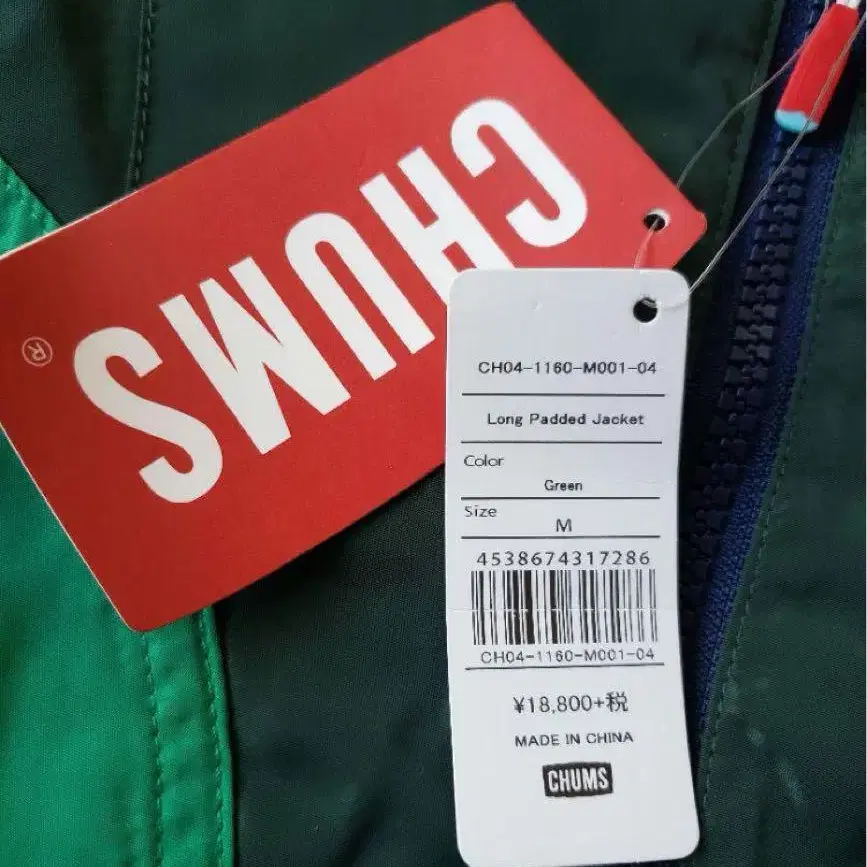 CHUMS
®
CH04-1160-M001-04
Long Padded Jacket
Color
Green
Size
M
4538674317286
CH04-1160-M001-04
¥18,800+税
MADE IN CHINA
CHUMS